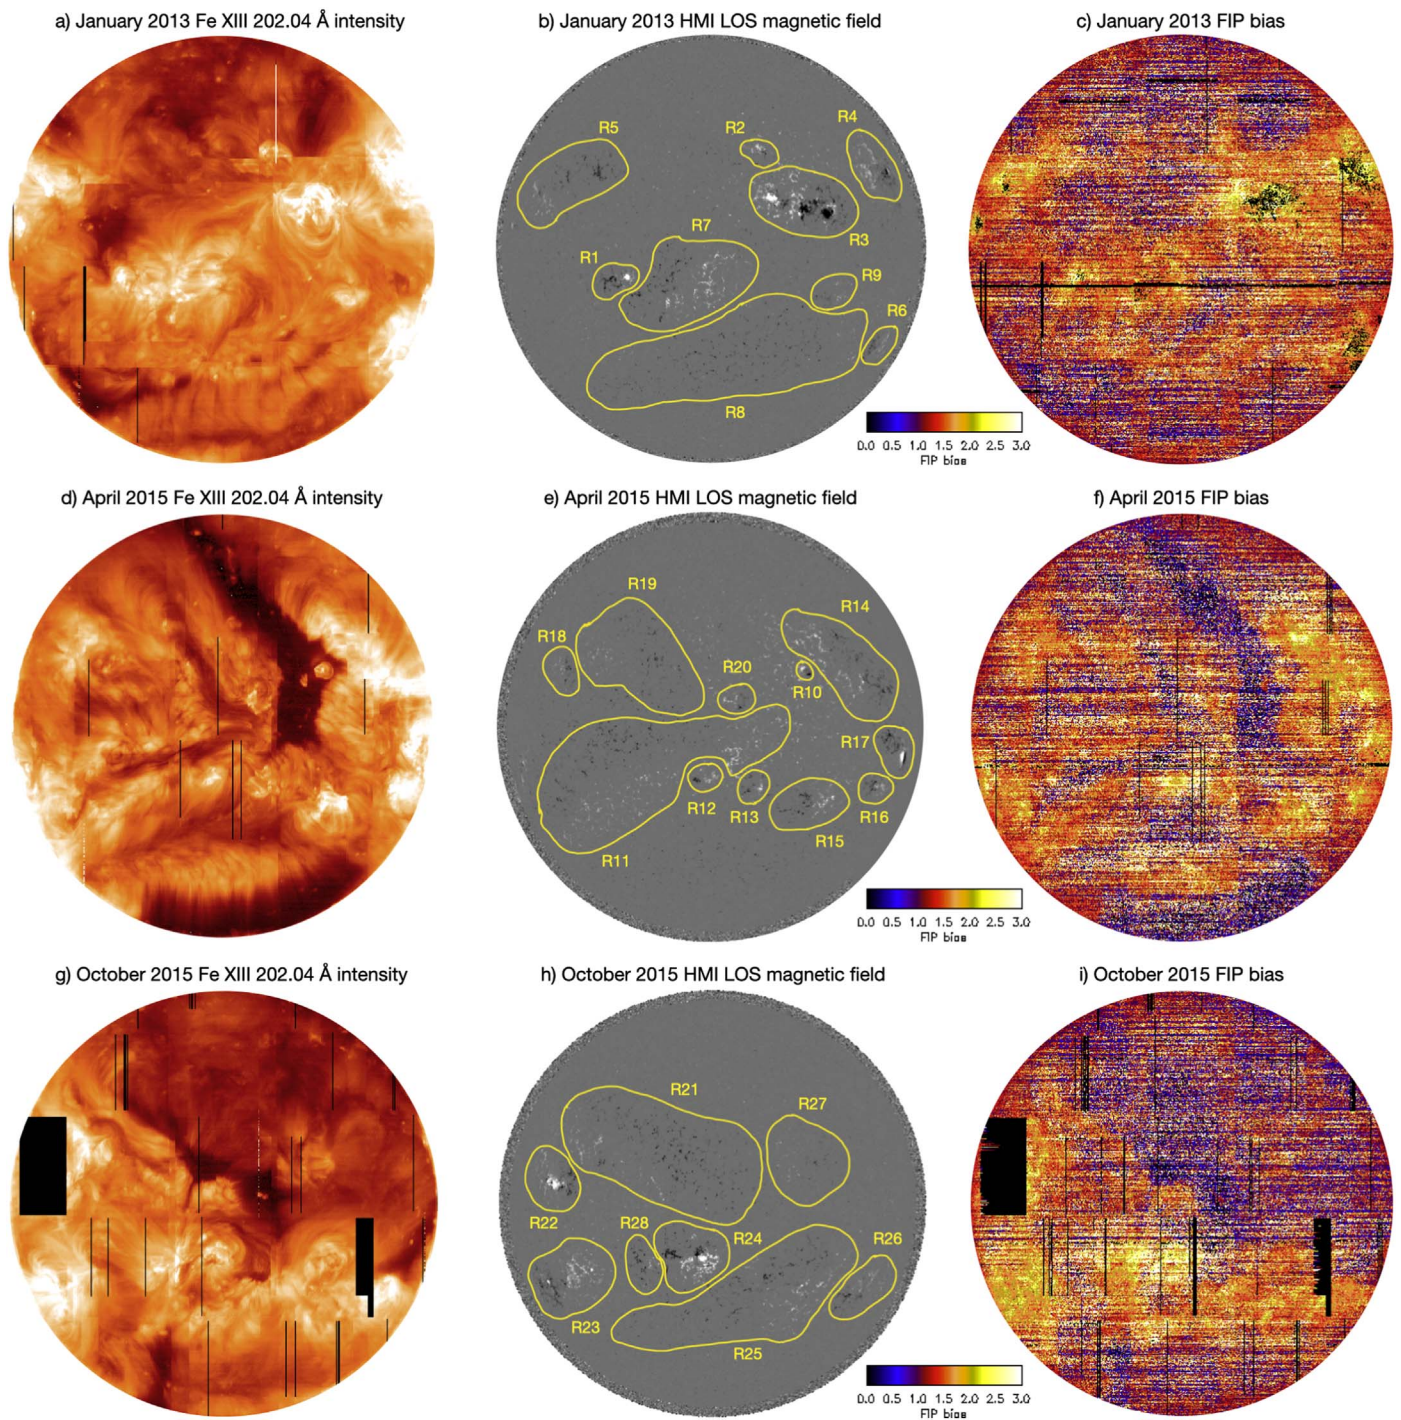 a) January 2013 Fe XIII 202.04 Å intensity
b) January 2013 HMI LOS magnetic field
c) January 2013 FIP bias
R5
R2
R4
R7
R3
R1
R9
R6
R8
0.0 0.5 1.0 1.5 2.0 2.5 3.0
FIP bias
d) April 2015 Fe XIII 202.04 Å intensity
e) April 2015 HMI LOS magnetic field
f) April 2015 FIP bias
R19
R14
R18
R20
R10
R17
R12
R13
R16
R15
R11
0.0 0.5 1.0 1.5 2.0 2.5 3.0
FIP bias
g) October 2015 Fe XIII 202.04 Å intensity
h) October 2015 HMI LOS magnetic field
i) October 2015 FIP bias
R21
R27
R22
R28
R24
R26
R23
R25
0.0 0.5 1.0 1.5 2.0 2.5 3.0
FIP bias